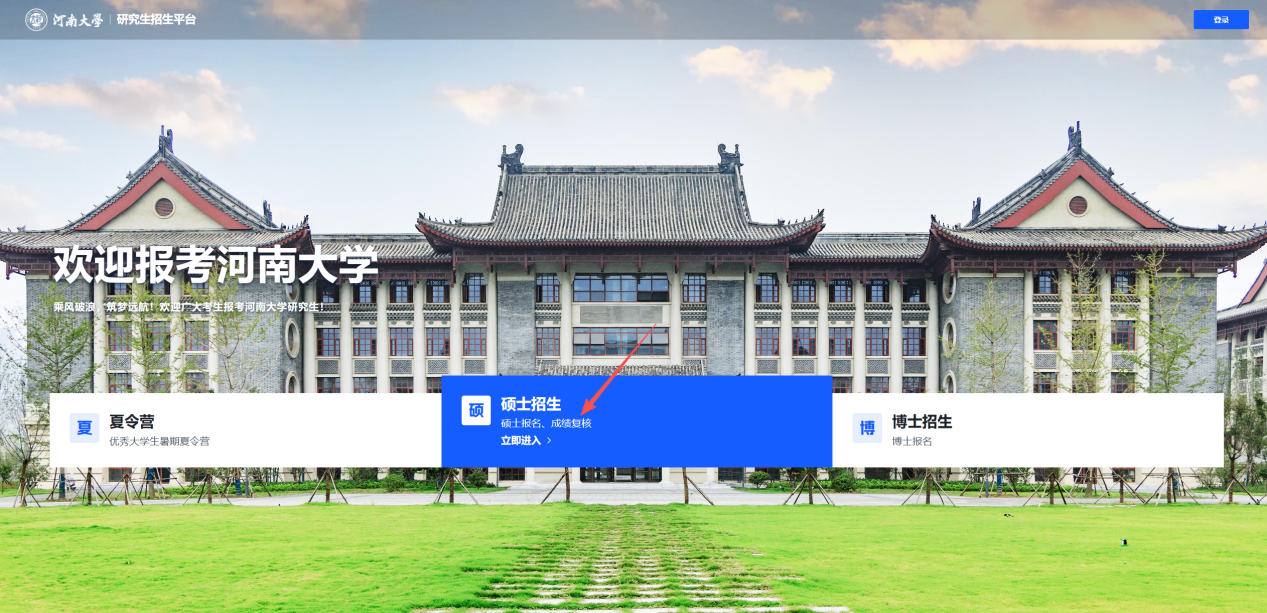 河南大学 研究生招生平台
登录
欢迎报考河南大学
乘风破浪,筑梦远航!欢迎广大考生报考河南大学研究生!
夏 夏令营
优秀大学生暑期夏令营
硕 硕士招生
硕士报名、成绩复核
立即进入 >
博 博士招生
博士报名